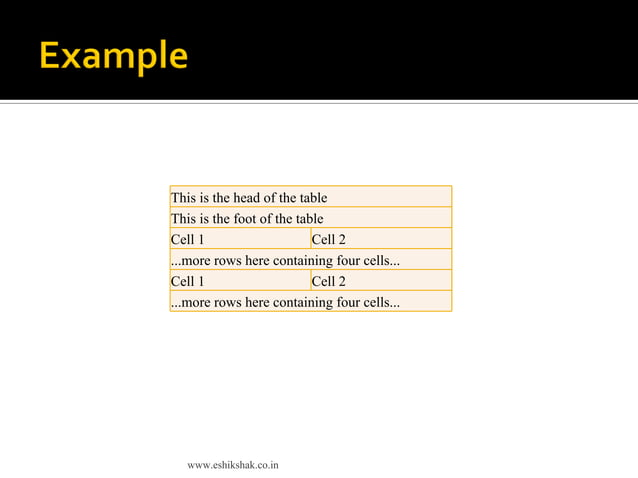 Example
This is the head of the table
This is the foot of the table
Cell 1 Cell 2
...more rows here containing four cells...
Cell 1 Cell 2
...more rows here containing four cells...
www.eshikshak.co.in